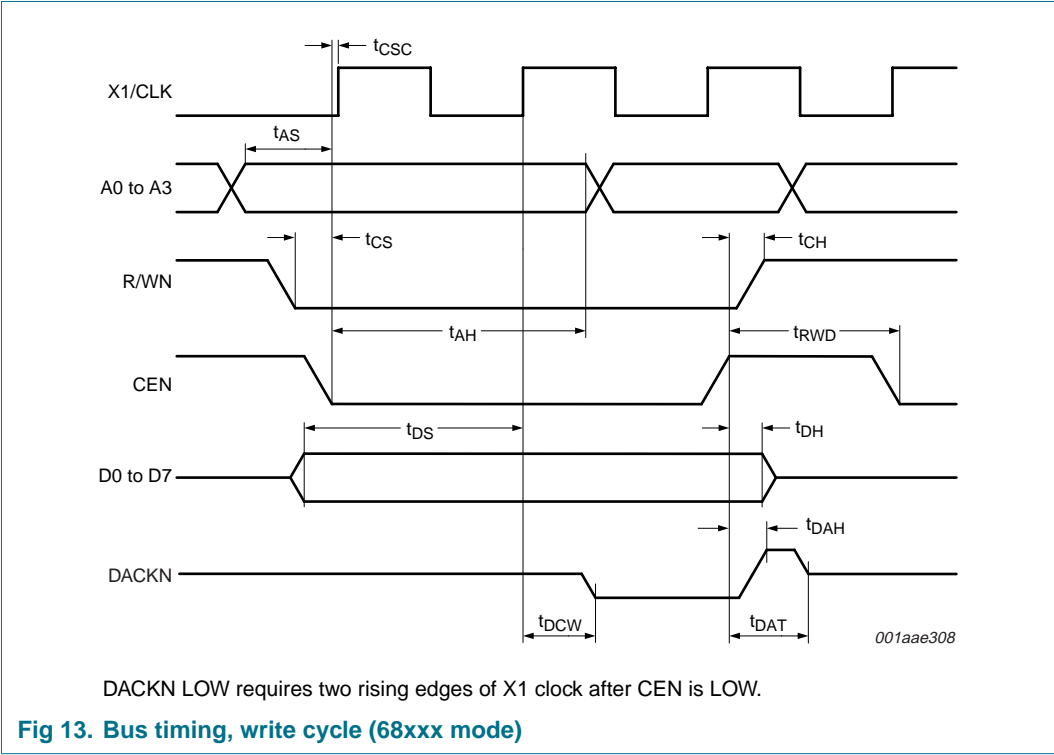 tCSC
X1/CLK
tAS
A0 to A3
tCS
tCH
R/WN
tAH
tRWD
CEN
tDS
tDH
D0 to D7
tDAH
DACKN
tDCW
tDAT
001aae308
DACKN LOW requires two rising edges of X1 clock after CEN is LOW.
Fig 13. Bus timing, write cycle (68xxx mode)